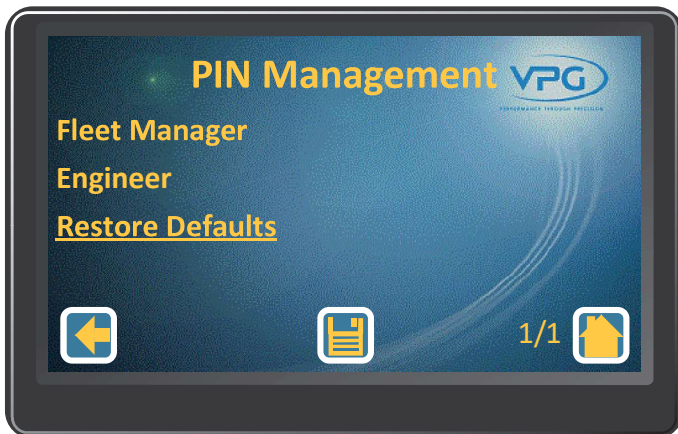 PIN Management
VPG
PERFORMANCE THROUGH PRECISION
Fleet Manager
Engineer
Restore Defaults
1/1